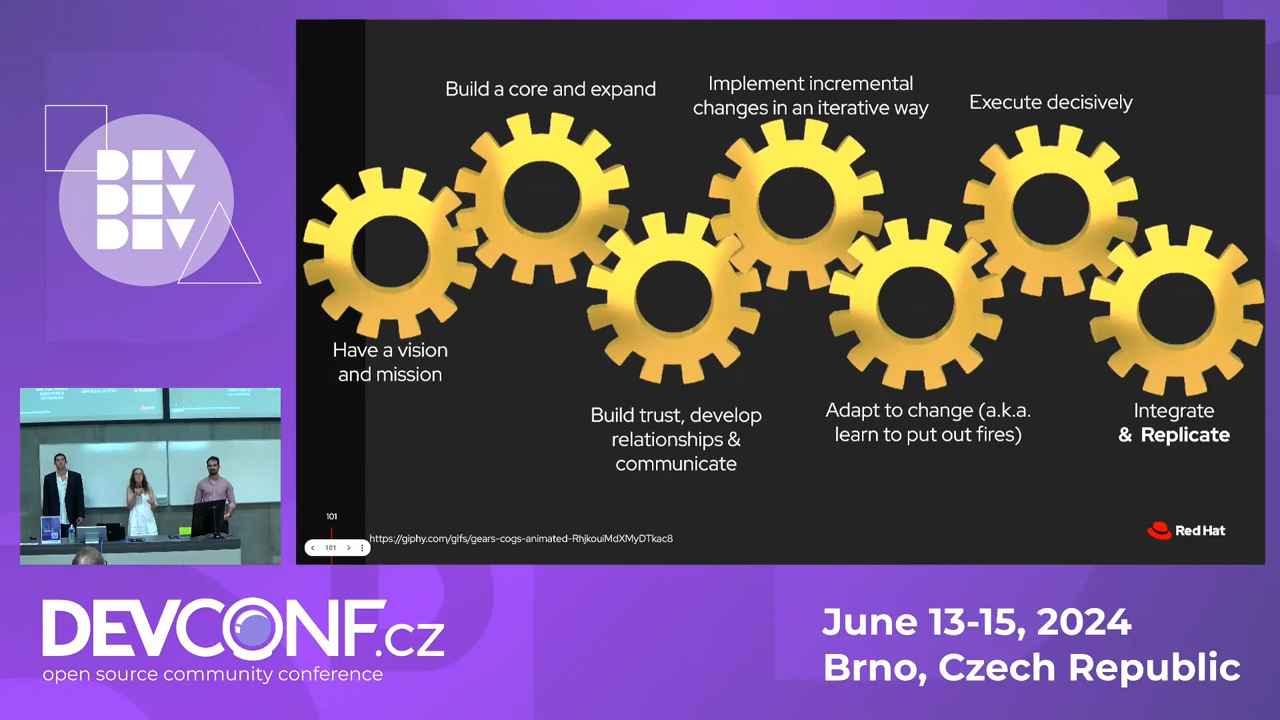 DEV
DEV
DEV
Build a core and expand
Implement incremental
changes in an iterative way
Execute decisively
Have a vision
and mission
Build trust, develop
relationships &
communicate
Adapt to change (a.k.a.
learn to put out fires)
Integrate
& Replicate
101
101
https://giphy.com/gifs/gears-cogs-animated-RhjkouiMdXMyDTkac8
Red Hat
DEVCONF.cz
open source community conference
June 13-15, 2024
Brno, Czech Republic